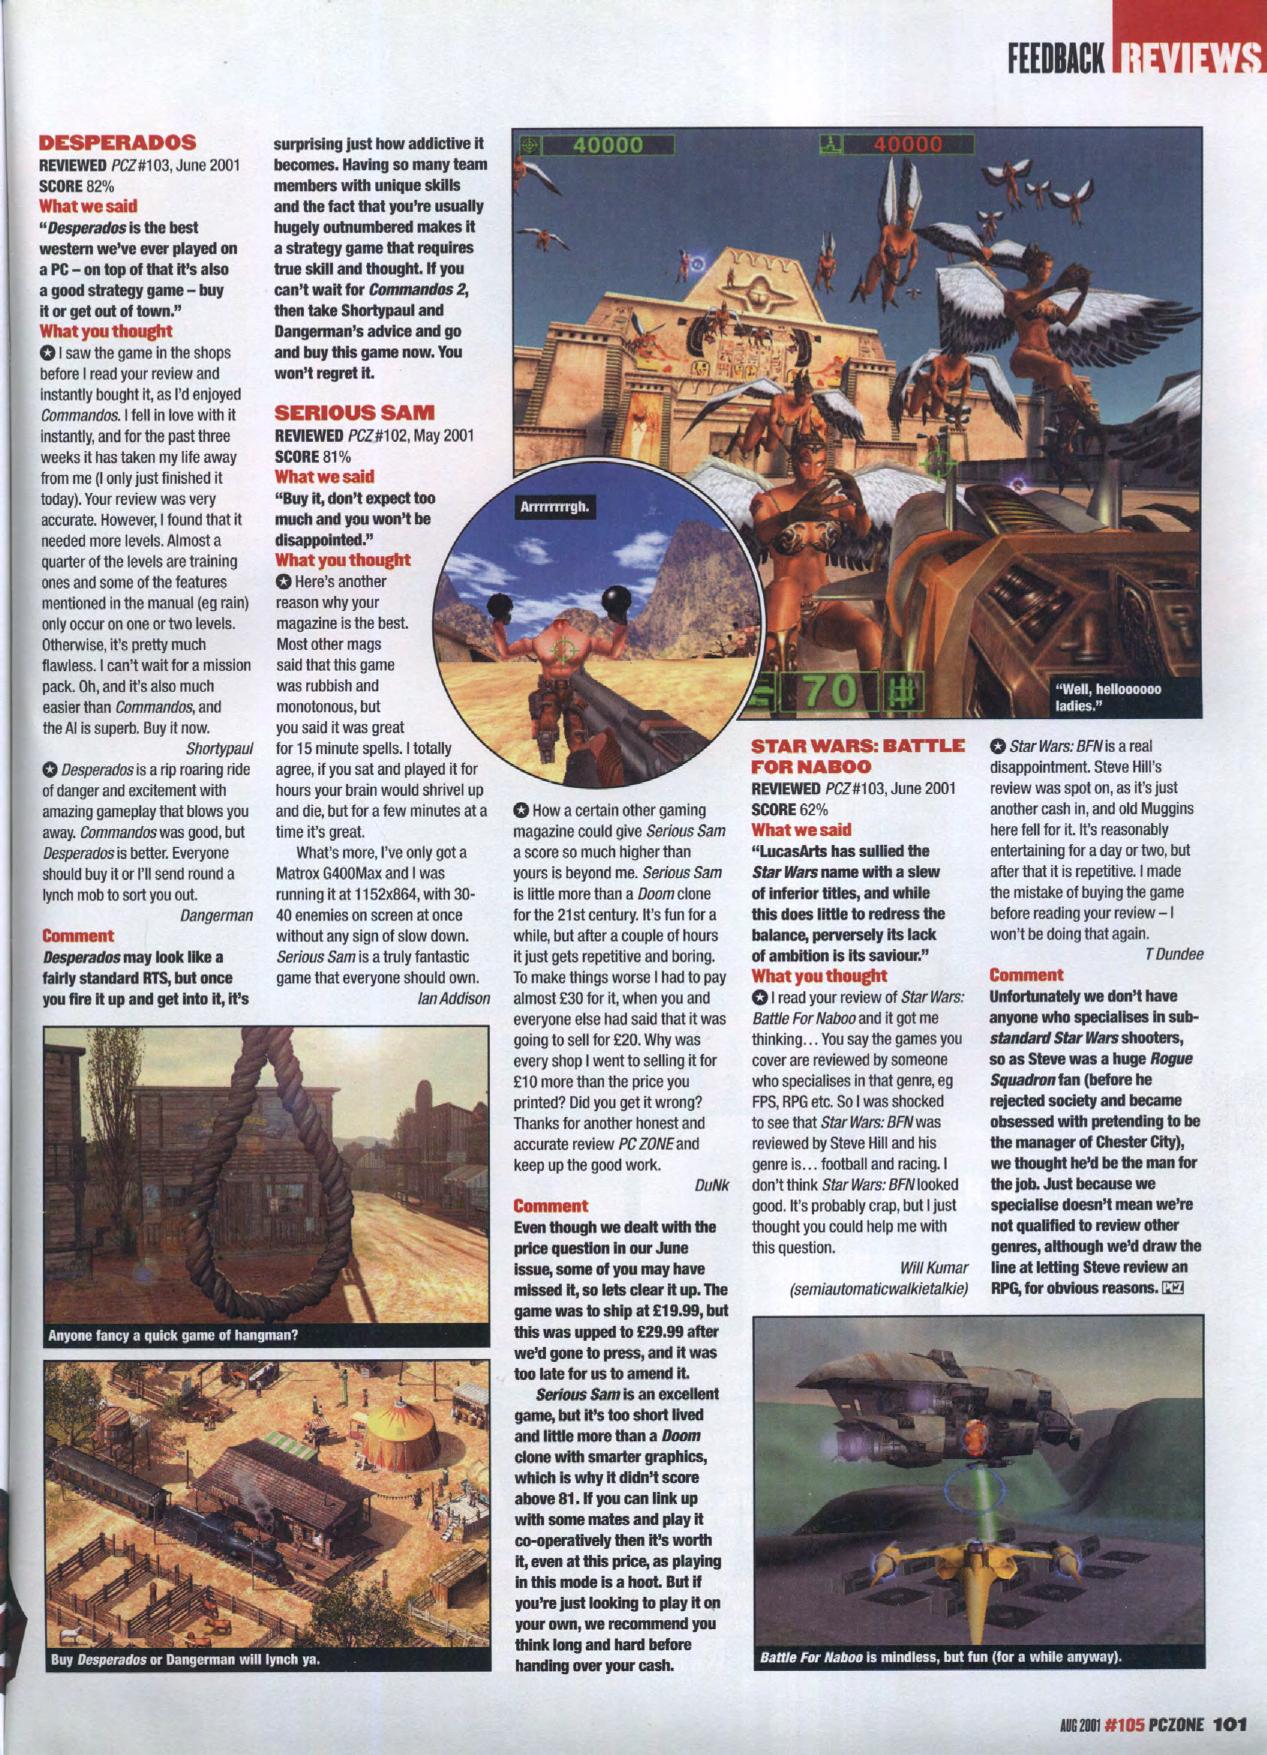 FEEDBACK REVIEWS
DESPERADOS
REVIEWED PCZ #103, June 2001
SCORE 82%
What we said
“Desperados is the best
western we’ve ever played on
a PC – on top of that it’s also
a good strategy game – buy
it or get out of town.”
What you thought
I saw the game in the shops
before I read your review and
instantly bought it, as I’d enjoyed
Commandos. I fell in love with it
instantly, and for the past three
weeks it has taken my life away
from me (I only just finished it
today). Your review was very
accurate. However, I found that it
needed more levels. Almost a
quarter of the levels are training
ones and some of the features
mentioned in the manual (eg rain)
only occur on one or two levels.
Otherwise, it’s pretty much
flawless. I can’t wait for a mission
pack. Oh, and it’s also much
easier than Commandos, and
the AI is superb. Buy it now.
Shortypaul
Desperados is a rip roaring ride
of danger and excitement with
amazing gameplay that blows you
away. Commandos was good, but
Desperados is better. Everyone
should buy it or I’ll send round a
lynch mob to sort you out.
Dangerman
Comment
Desperados may look like a
fairly standard RTS, but once
you fire it up and get into it, it’s
surprising just how addictive it
becomes. Having so many team
members with unique skills
and the fact that you’re usually
hugely outnumbered makes it
a strategy game that requires
true skill and thought. If you
can’t wait for Commandos 2,
then take Shortypaul and
Dangerman’s advice and go
and buy this game now. You
won’t regret it.
SERIOUS SAM
REVIEWED PCZ #102, May 2001
SCORE 81%
What we said
“Buy it, don’t expect too
much and you won’t be
disappointed.”
What you thought
Here’s another
reason why your
magazine is the best.
Most other mags
said that this game
was rubbish and
monotonous, but
you said it was great
for 15 minute spells. I totally
agree, if you sat and played it for
hours your brain would shrivel up
and die, but for a few minutes at a
time it’s great.
What’s more, I’ve only got a
Matrox G400Max and I was
running it at 1152x864, with 30-
40 enemies on screen at once
without any sign of slow down.
Serious Sam is a truly fantastic
game that everyone should own.
Ian Addison
Anyone fancy a quick game of hangman?
Buy Desperados or Dangerman will lynch ya.
40000
40000
Arrrrrrrgh.
70
“Well, helloooooo
ladies.”
How a certain other gaming
magazine could give Serious Sam
a score so much higher than
yours is beyond me. Serious Sam
is little more than a Doom clone
for the 21st century. It’s fun for a
while, but after a couple of hours
it just gets repetitive and boring.
To make things worse I had to pay
almost £30 for it, when you and
everyone else had said that it was
going to sell for £20. Why was
every shop I went to selling it for
£10 more than the price you
printed? Did you get it wrong?
Thanks for another honest and
accurate review PC ZONE and
keep up the good work.
DuNk
Comment
Even though we dealt with the
price question in our June
issue, some of you may have
missed it, so lets clear it up. The
game was to ship at £19.99, but
this was upped to £29.99 after
we’d gone to press, and it was
too late for us to amend it.
Serious Sam is an excellent
game, but it’s too short lived
and little more than a Doom
clone with smarter graphics,
which is why it didn’t score
above 81. If you can link up
with some mates and play it
co-operatively then it’s worth
it, even at this price, as playing
in this mode is a hoot. But if
you’re just looking to play it on
your own, we recommend you
think long and hard before
handing over your cash.
STAR WARS: BATTLE
FOR NABOO
REVIEWED PCZ #103, June 2001
SCORE 62%
What we said
“LucasArts has sullied the
Star Wars name with a slew
of inferior titles, and while
this does little to redress the
balance, perversely its lack
of ambition is its saviour.”
What you thought
I read your review of Star Wars:
Battle For Naboo and it got me
thinking… You say the games you
cover are reviewed by someone
who specialises in that genre, eg
FPS, RPG etc. So I was shocked
to see that Star Wars: BFN was
reviewed by Steve Hill and his
genre is… football and racing. I
don’t think Star Wars: BFN looked
good. It’s probably crap, but I just
thought you could help me with
this question.
Will Kumar
(semiautomaticwalkietalkie)
Star Wars: BFN is a real
disappointment. Steve Hill’s
review was spot on, as it’s just
another cash in, and old Muggins
here fell for it. It’s reasonably
entertaining for a day or two, but
after that it is repetitive. I made
the mistake of buying the game
before reading your review – I
won’t be doing that again.
T Dundee
Comment
Unfortunately we don’t have
anyone who specialises in sub-
standard Star Wars shooters,
so as Steve was a huge Rogue
Squadron fan (before he
rejected society and became
obsessed with pretending to be
the manager of Chester City),
we thought he’d be the man for
the job. Just because we
specialise doesn’t mean we’re
not qualified to review other
genres, although we’d draw the
line at letting Steve review an
RPG, for obvious reasons. PCZ
Battle For Naboo is mindless, but fun (for a while anyway).
AUG 2001 #105 PCZONE 101